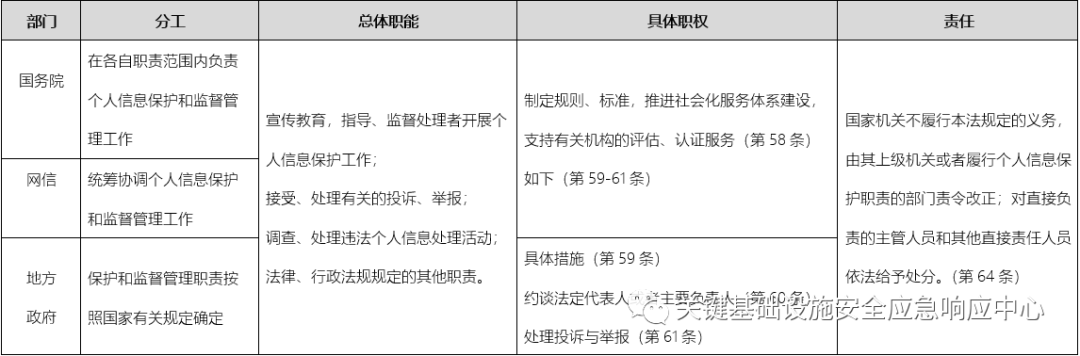 部门 分工 总体职能 具体职权 责任
国务院
在各自职责范围内负责
个人信息保护和监督管
理工作
网信
统筹协调个人信息保护
和监督管理工作
地方
政府
保护和监督管理职责按
照国家有关规定确定
宣传教育，指导、监督处理者开展个
人信息保护工作；
接受、处理有关的投诉、举报；
调查、处理违法个人信息处理活动；
法律、行政法规规定的其他职责。
制定规则、标准，推进社会化服务体系建设，
支持有关机构的评估、认证服务（第 58 条）
如下（第 59-61 条）
具体措施（第 59 条）
约谈法定代表人 主要负责人（第 60 条）
处理投诉与举报（第 61 条）
国家机关不履行本法规定的义务，
由其上级机关或者履行个人信息保
护职责的部门责令改正；对直接负
责的主管人员和其他直接责任人员
依法给予处分。（第 64 条）
关键基础设施安全应急响应中心